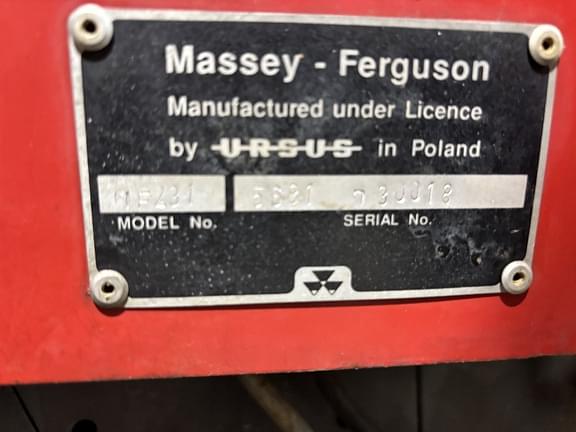 Massey - Ferguson
Manufactured under Licence
by URSUS in Poland
MODEL No.
SERIAL No.